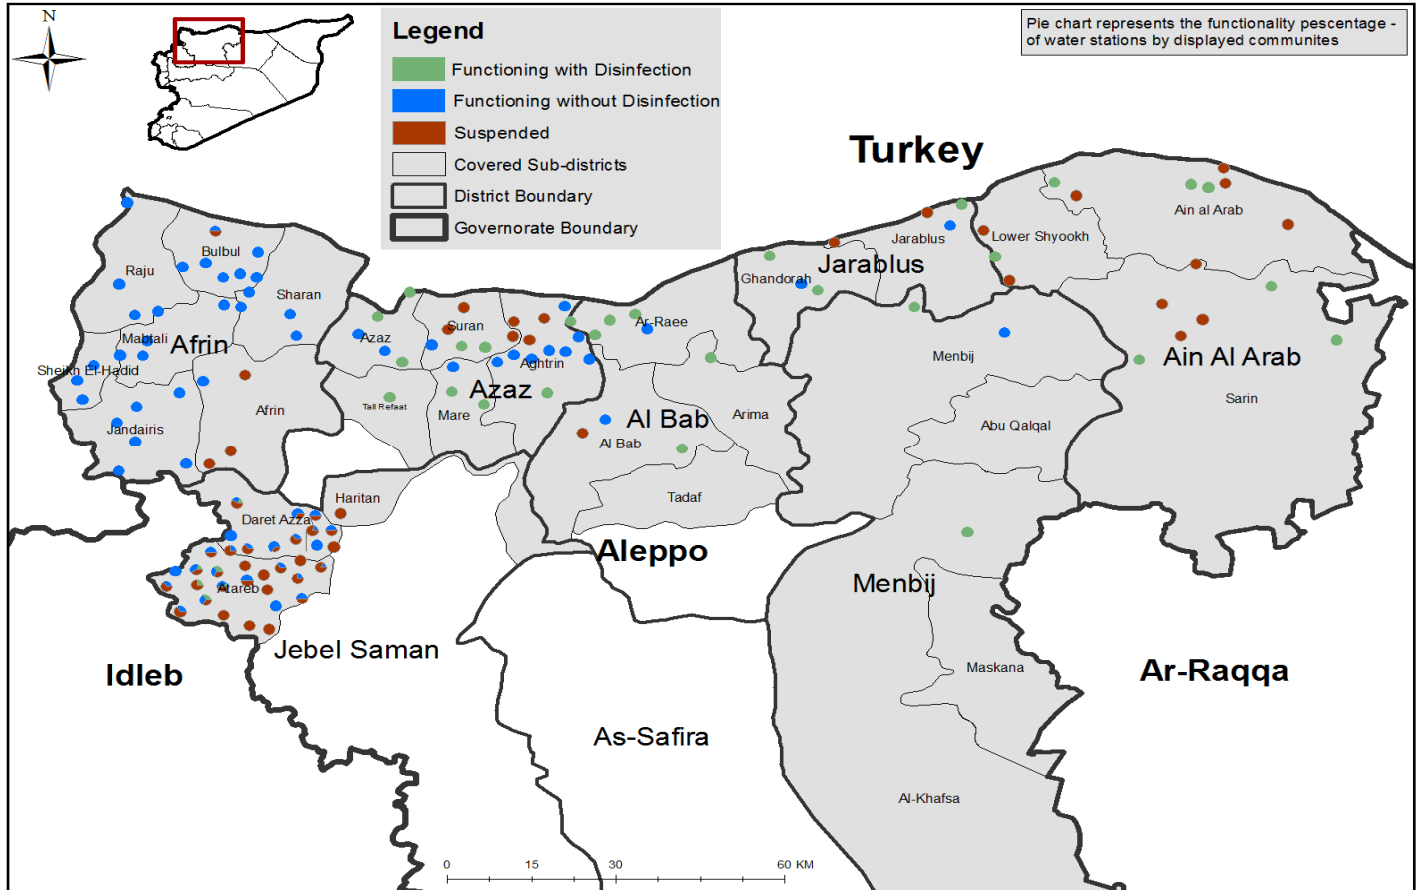 N
Pie chart represents the functionality pescentage -
of water stations by displayed communites
Legend
Functioning with Disinfection
Functioning without Disinfection
Suspended
Covered Sub-districts
District Boundary
Governorate Boundary
Turkey
Ain al Arab
Lower Shyookh
Jarablus
Jarablus
Ghandorah
Bulbul
Raju
Sharan
Mabtali
Afrin
Sheikh El-Hadid
Afrin
Jandairis
Azaz
Suran
Aghtrin
Azaz
Tall Refaat
Mare
Ar-Raee
Al Bab
Al Bab
Arima
Tadaf
Menbij
Abu Qalqal
Ain Al Arab
Sarin
Haritan
Daret Azza
Atareb
Aleppo
Menbij
Jebel Saman
Idleb
Maskana
Ar-Raqqa
As-Safira
Al-Khafsa
0 15 30 60 KM